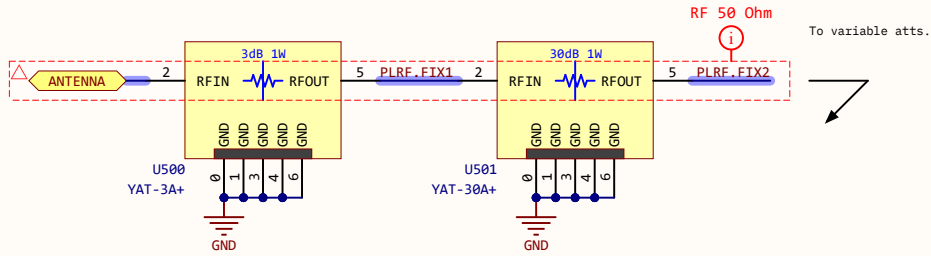 RF 50 Ohm
i
To variable atts.
3dB 1W
30dB 1W
ANTENNA
2
RFIN
RFOUT
5
PLRF.FIX1
2
RFIN
RFOUT
5
PLRF.FIX2
GND GND GND GND GND
GND GND GND GND GND
U500
YAT-3A+
0 1 3 4 6
U501
YAT-30A+
0 1 3 4 6
GND
GND